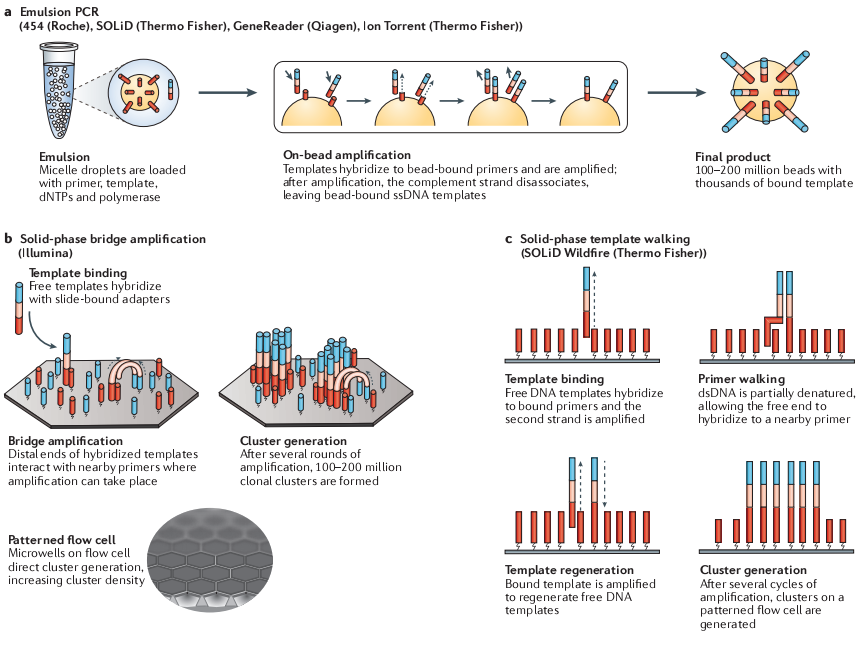 a Emulsion PCR
(454 (Roche), SOLiD (Thermo Fisher), GeneReader (Qiagen), Ion Torrent (Thermo Fisher))
Emulsion
Micelle droplets are loaded
with primer, template,
dNTPs and polymerase
On-bead amplification
Templates hybridize to bead-bound primers and are amplified;
after amplification, the complement strand disassociates,
leaving bead-bound ssDNA templates
Final product
100–200 million beads with
thousands of bound template
b Solid-phase bridge amplification
(Illumina)
Template binding
Free templates hybridize
with slide-bound adapters
Bridge amplification
Distal ends of hybridized templates
interact with nearby primers where
amplification can take place
Cluster generation
After several rounds of
amplification, 100–200 million
clonal clusters are formed
Patterned flow cell
Microwells on flow cell
direct cluster generation,
increasing cluster density
c Solid-phase template walking
(SOLiD Wildfire (Thermo Fisher))
Template binding
Free DNA templates hybridize
to bound primers and the
second strand is amplified
Primer walking
dsDNA is partially denatured,
allowing the free end to
hybridize to a nearby primer
Template regeneration
Bound template is amplified
to regenerate free DNA
templates
Cluster generation
After several cycles of
amplification, clusters on a
patterned flow cell are
generated